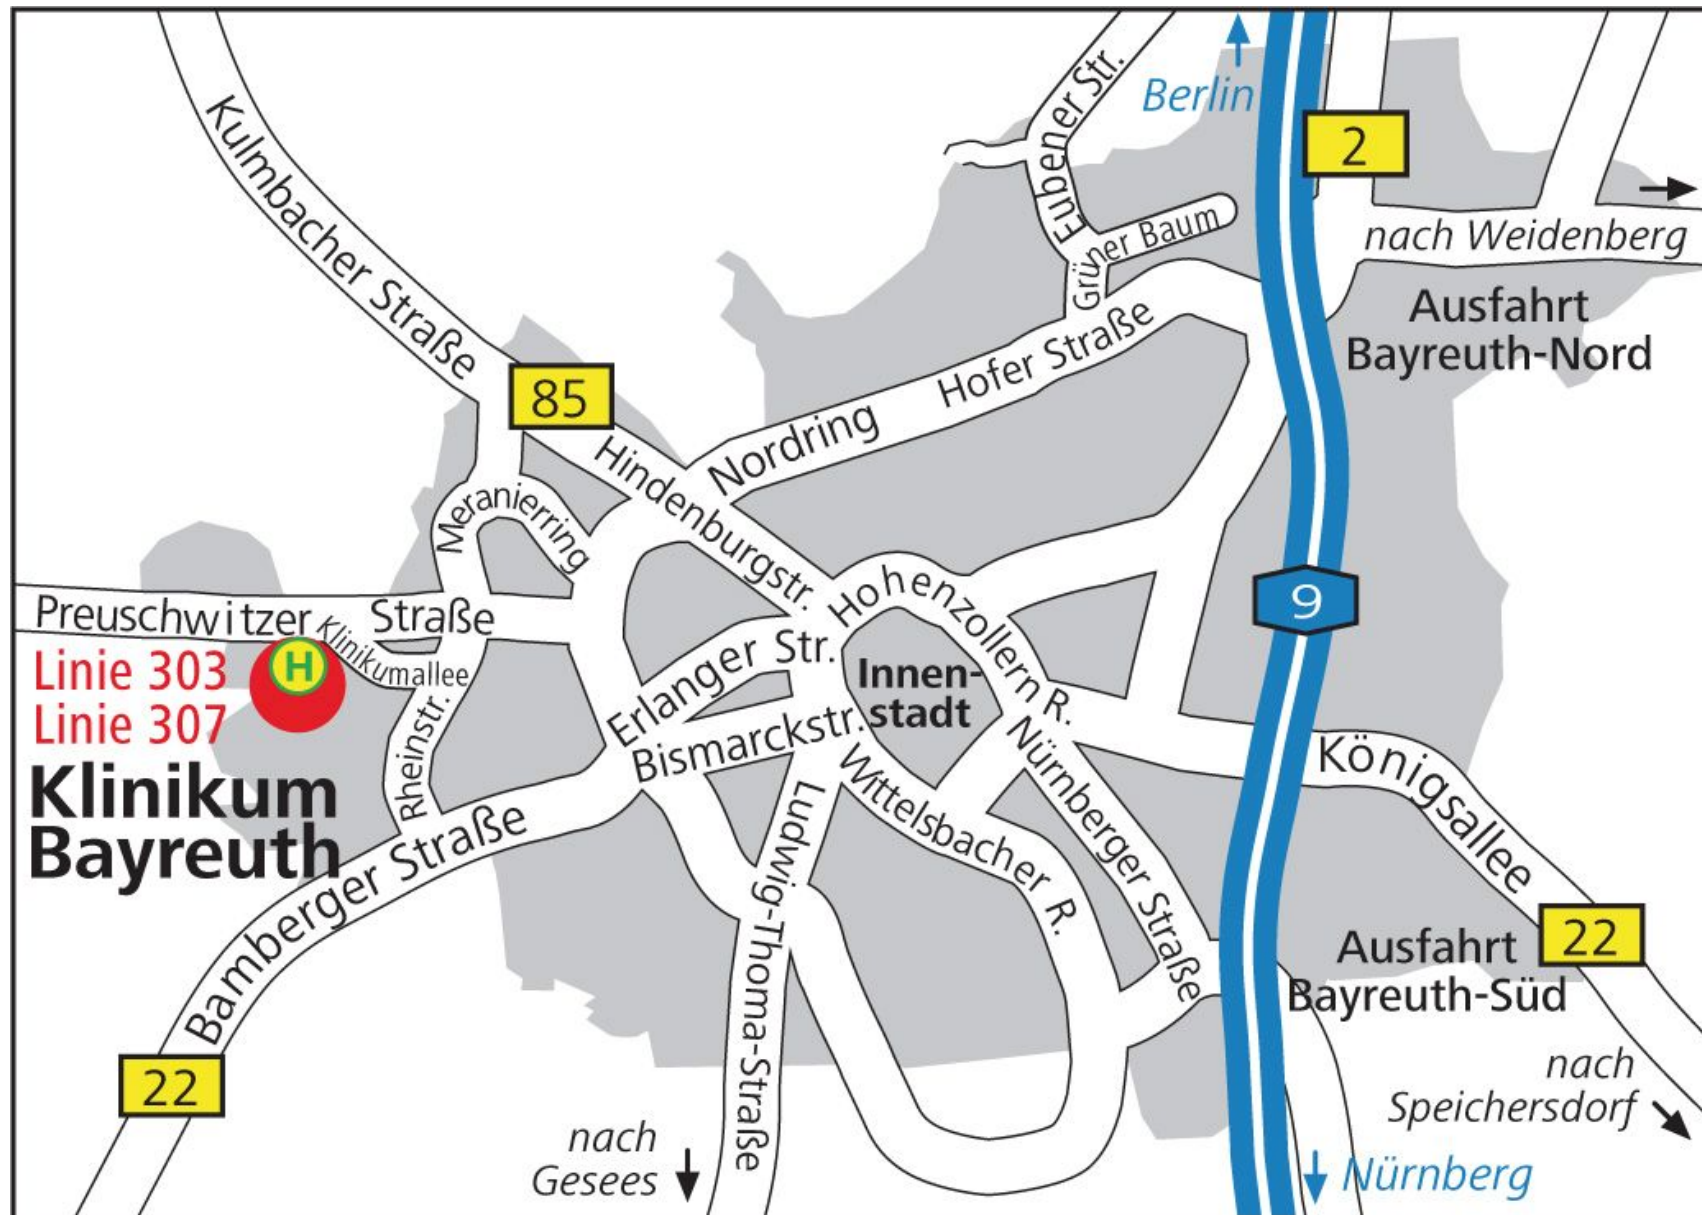 Berlin
2
Eubener Str.
Grüner Baum
nach Weidenberg
Ausfahrt
Bayreuth-Nord
Kulmbacher Straße
85
Hofer Straße
Nordring
Hindenburgstr.
Meranierring
Hohenzollern R.
9
Preuschwitzer Straße
Klinikumallee
H
Linie 303
Linie 307
Klinikum
Bayreuth
Rheinstr.
Erlanger Str.
Bismarckstr.
Innen-
stadt
Königsallee
Nürnberger Straße
Wittelsbacher R.
Ludwig-Thoma-Straße
Bamberger Straße
22
Ausfahrt
Bayreuth-Süd
22
nach
Speichersdorf
nach
Gesees
Nürnberg